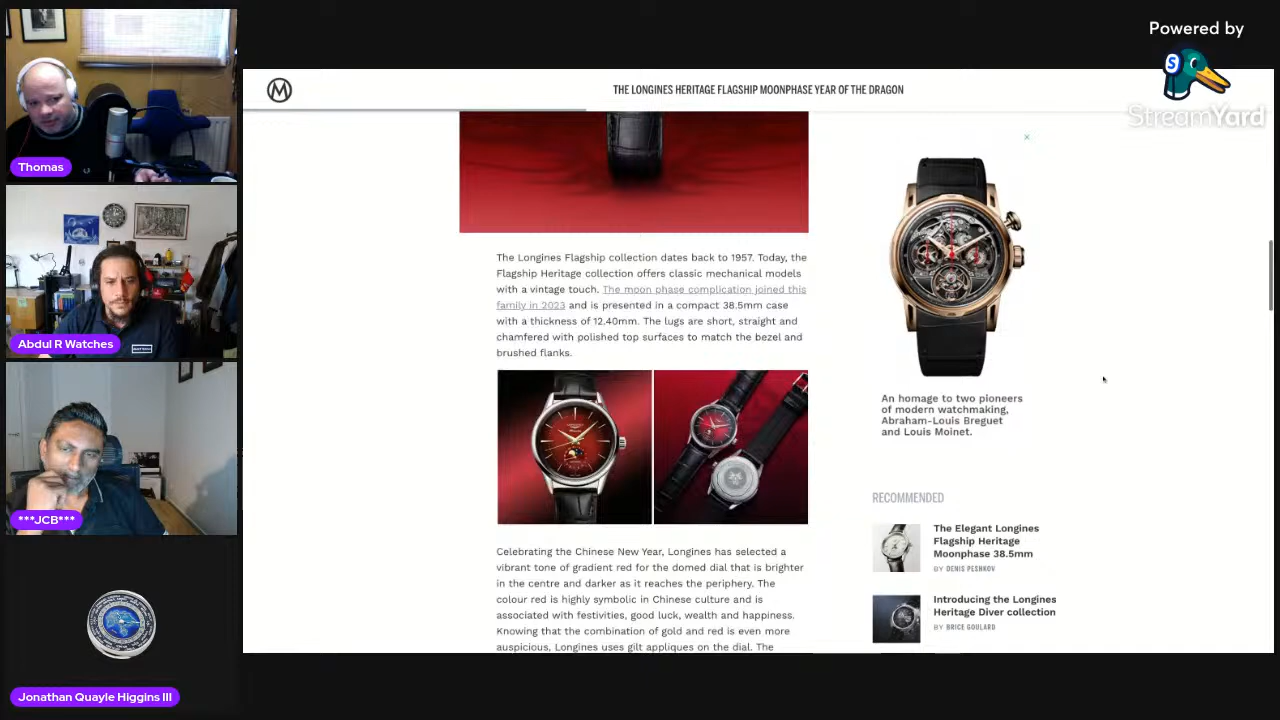 Powered by
S
StreamYard
Thomas
Abdul R Watches
***JCB***
Jonathan Quayle Higgins III
M
THE LONGINES HERITAGE FLAGSHIP MOONPHASE YEAR OF THE DRAGON
The Longines Flagship collection dates back to 1957. Today, the
Flagship Heritage collection offers classic mechanical models
with a vintage touch. The moon phase complication joined this
family in 2023 and is presented in a compact 38.5mm case
with a thickness of 12.40mm. The lugs are short, straight and
chamfered with polished top surfaces to match the bezel and
brushed flanks.
Celebrating the Chinese New Year, Longines has selected a
vibrant tone of gradient red for the domed dial that is brighter
in the centre and darker as it reaches the periphery. The
colour red is highly symbolic in Chinese culture and is
associated with festivities, good luck, wealth and happiness.
Knowing that the combination of gold and red is even more
auspicious, Longines uses gilt appliques on the dial. The
An homage to two pioneers
of modern watchmaking,
Abraham-Louis Breguet
and Louis Moinet.
RECOMMENDED
The Elegant Longines
Flagship Heritage
Moonphase 38.5mm
BY DENIS PESHKOV
Introducing the Longines
Heritage Diver collection
BY BRICE GOULARD